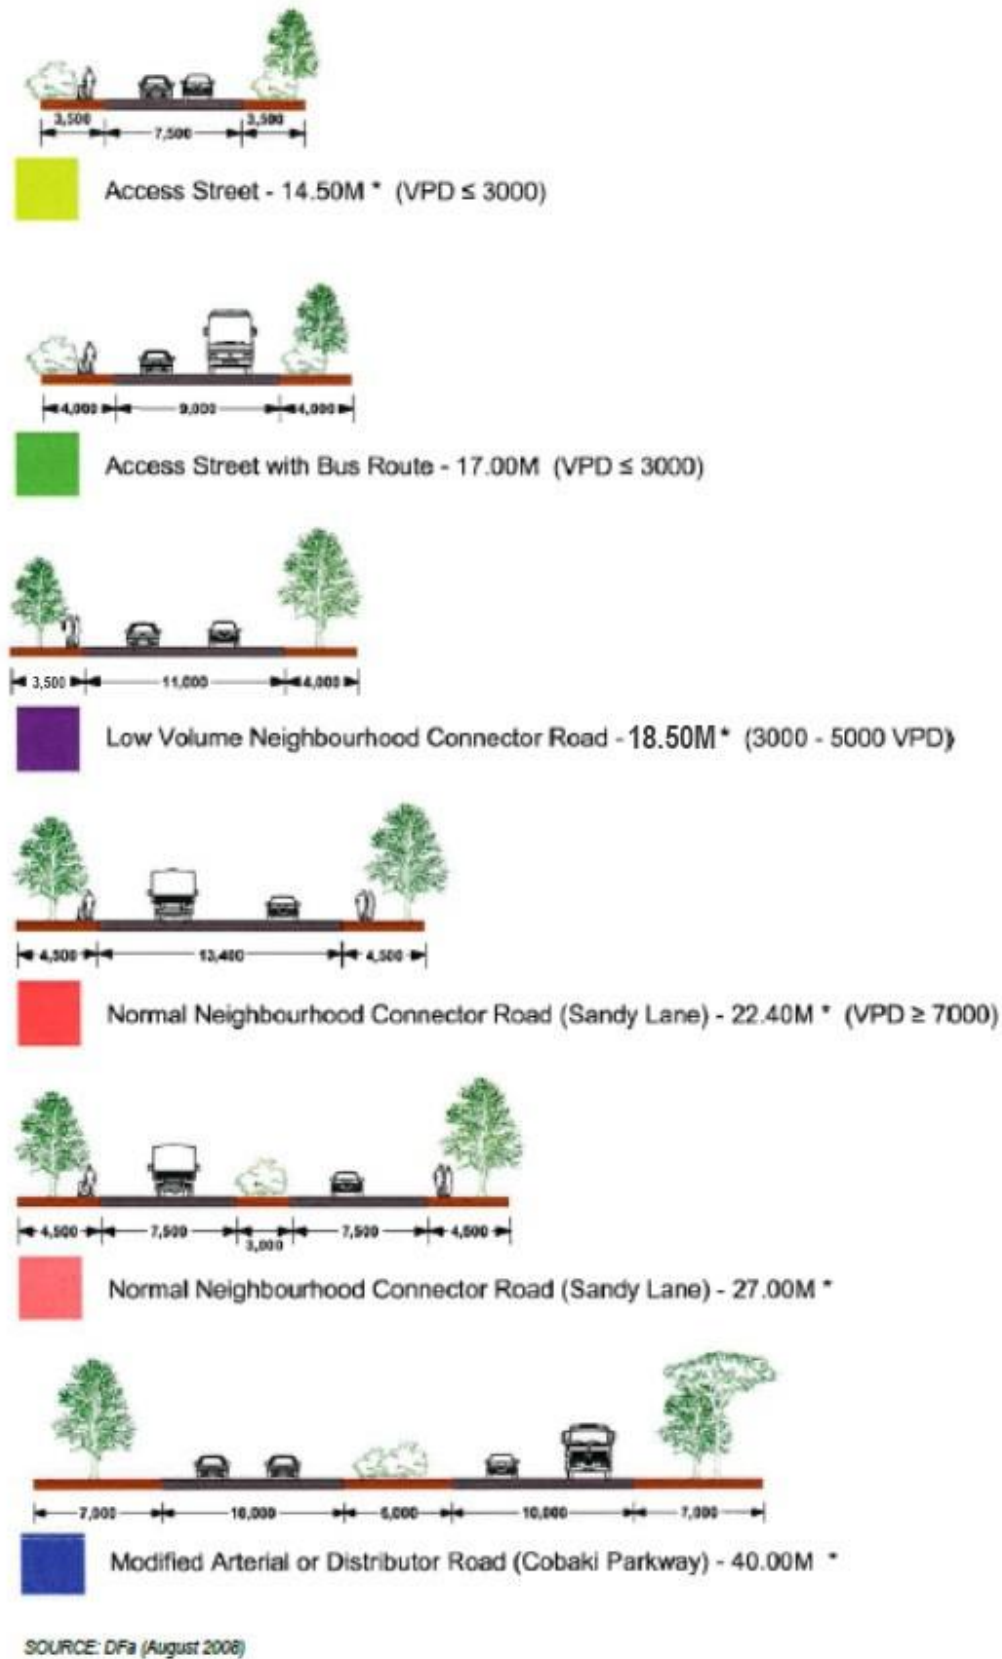 3,500 7,500 3,500
Access Street - 14.50M * (VPD ≤ 3000)
4,000 9,000 4,000
Access Street with Bus Route - 17.00M (VPD ≤ 3000)
3,500 11,000 4,000
Low Volume Neighbourhood Connector Road - 18.50M * (3000 - 5000 VPD)
4,500 13,400 4,500
Normal Neighbourhood Connector Road (Sandy Lane) - 22.40M * (VPD ≥ 7000)
4,500 7,500 3,000 7,500 4,500
Normal Neighbourhood Connector Road (Sandy Lane) - 27.00M *
7,000 10,000 6,000 10,000 7,000
Modified Arterial or Distributor Road (Cobaki Parkway) - 40.00M *
SOURCE: DFa (August 2008)